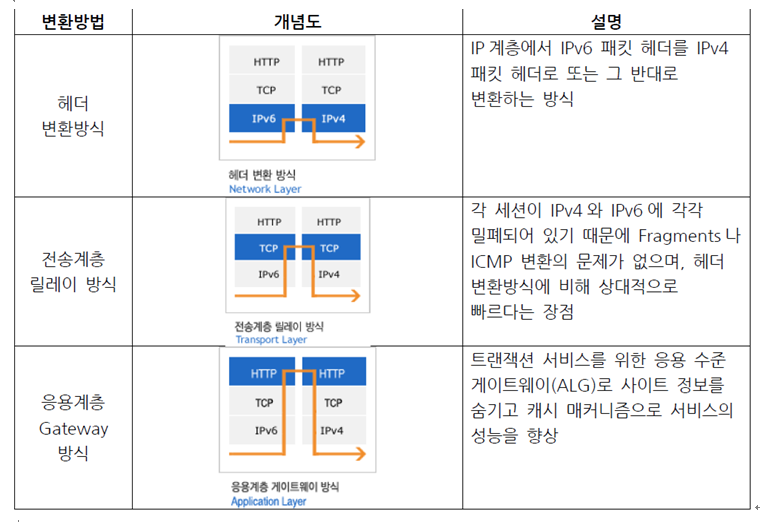 변환방법 개념도 설명
헤더
변환방식
HTTP HTTP
TCP TCP
IPv6 IPv4
헤더 변환 방식
Network Layer
IP 계층에서 IPv6 패킷 헤더를 IPv4
패킷 헤더로 또는 그 반대로
변환하는 방식
전송계층
릴레이 방식
HTTP HTTP
TCP TCP
IPv6 IPv4
전송계층 릴레이 방식
Transport Layer
각 세션이 IPv4 와 IPv6 에 각각
밀폐되어 있기 때문에 Fragments 나
ICMP 변환의 문제가 없으며, 헤더
변환방식에 비해 상대적으로
빠르다는 장점
응용계층
Gateway
방식
HTTP HTTP
TCP TCP
IPv6 IPv4
응용계층 게이트웨이 방식
Application Layer
트랜잭션 서비스를 위한 응용 수준
게이트웨이(ALG)로 사이트 정보를
숨기고 캐시 매커니즘으로 서비스의
성능을 향상